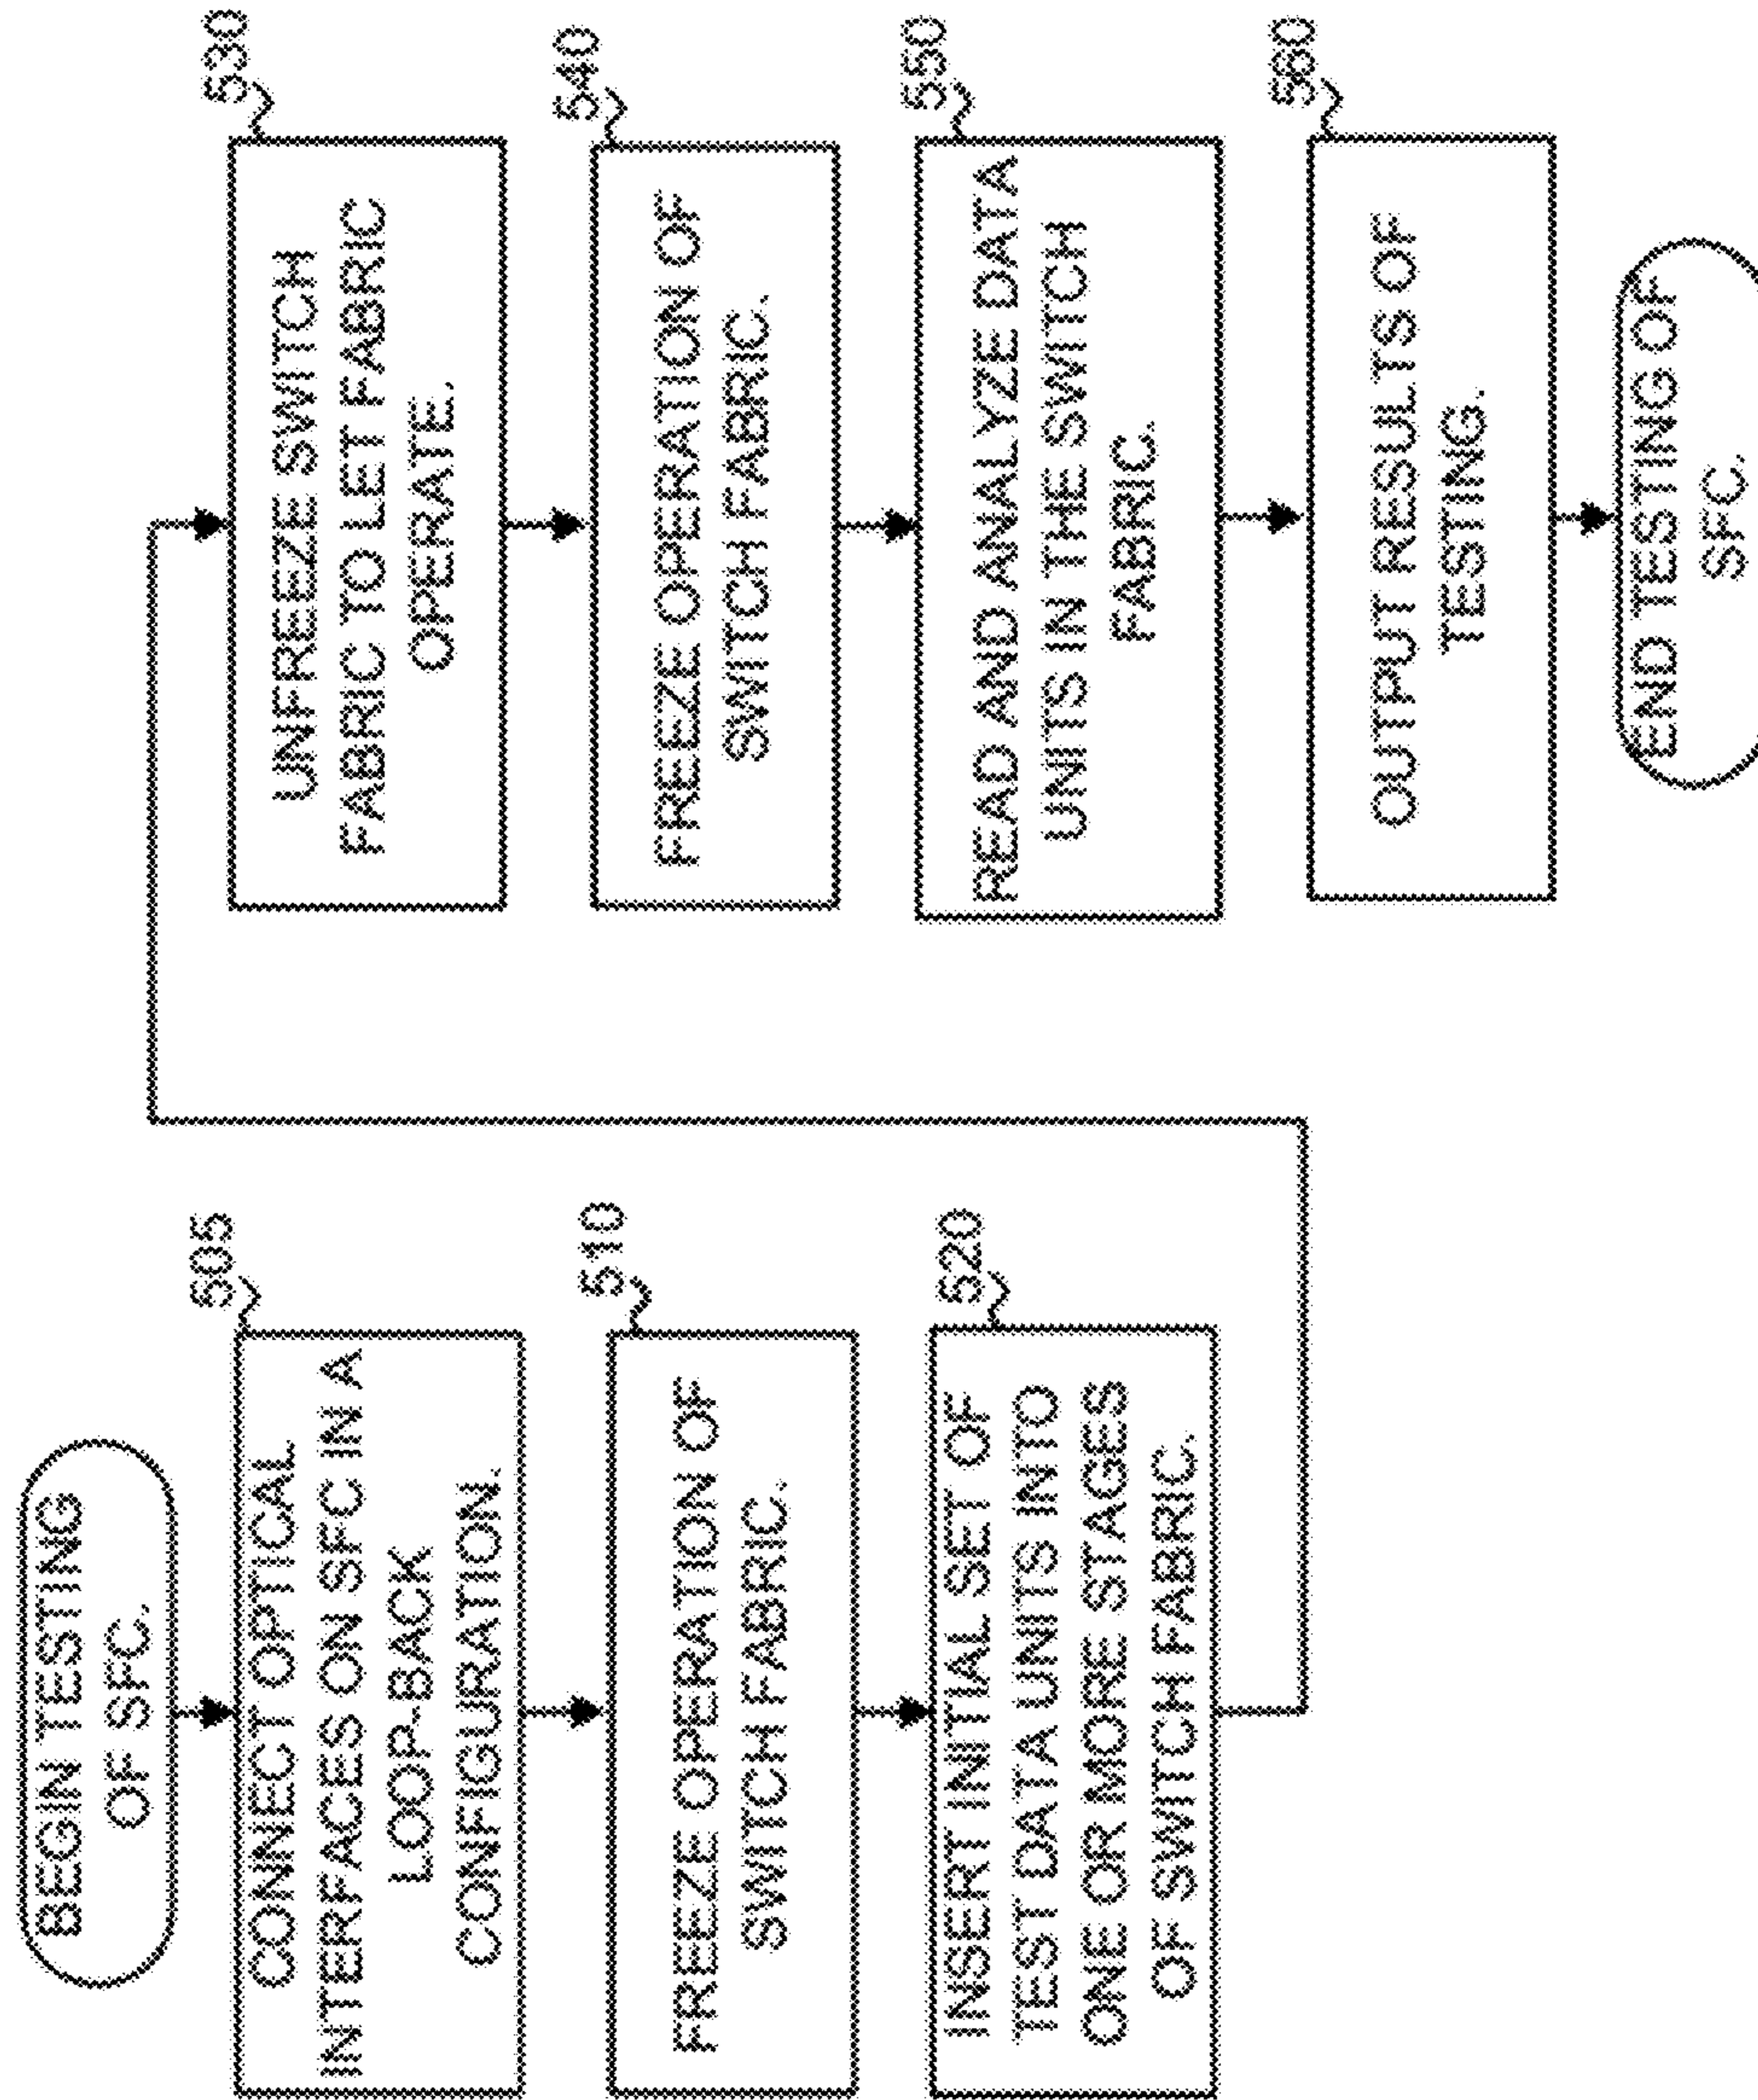 BEGIN TESTING
OF SFC.
505
CONNECT OPTICAL
INTERFACES ON SFC IN A
LOOP-BACK
CONFIGURATION.
510
FREEZE OPERATION OF
SWITCH FABRIC.
520
INSERT INITIAL SET OF
TEST DATA UNITS INTO
ONE OR MORE STAGES
OF SWITCH FABRIC.
530
UNFREEZE SWITCH
FABRIC TO LET FABRIC
OPERATE.
540
FREEZE OPERATION OF
SWITCH FABRIC.
550
READ AND ANALYZE DATA
UNITS IN THE SWITCH
FABRIC.
560
OUTPUT RESULTS OF
TESTING.
END TESTING OF
SFC.